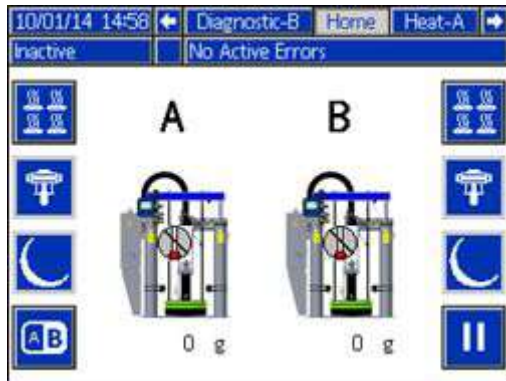 10/01/14 14:58 Diagnostic-B Home Heat-A
Inactive No Active Errors
A B
A B
0 g 0 g